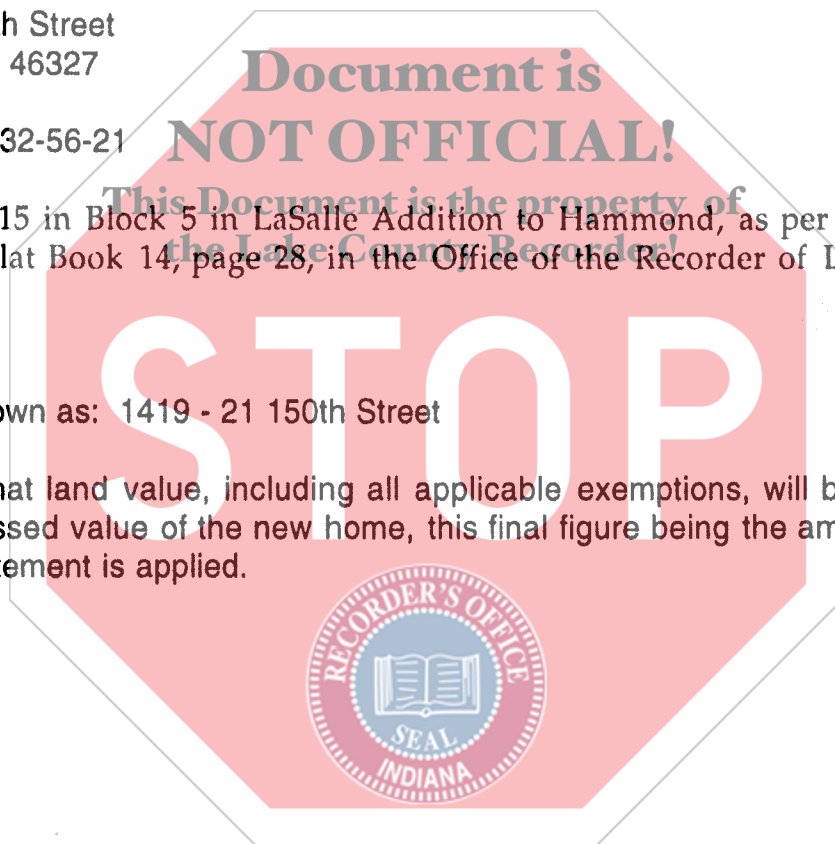 h Street
46327
Document is
32-56-21
NOT OFFICIAL!
This Document is the property of
15 in Block 5 in LaSalle Addition to Hammond, as per
lat Book 14, page 28, in the Office of the Recorder of L
the Lake County Recorder!
STOP
own as: 1419 - 21 150th Street
hat land value, including all applicable exemptions, will b
ssed value of the new home, this final figure being the am
tement is applied.
RECORDER'S OFFICE
SEAL
INDIANA